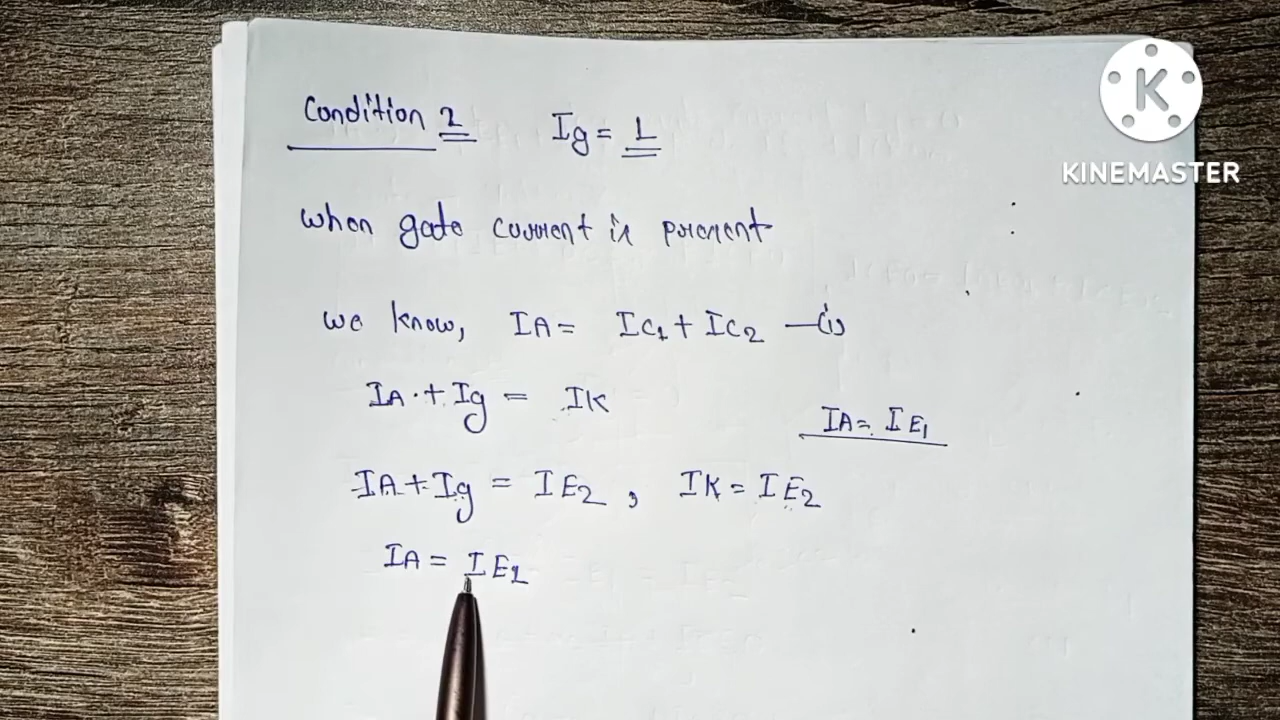 Condition 2 Ig = 1
K
KINEMASTER
when gate current is present
we know, IA = Ic1 + Ic2 —(i)
IA + Ig = IK
IA = IE1
IA + Ig = IE2, IK = IE2
IA = IE1